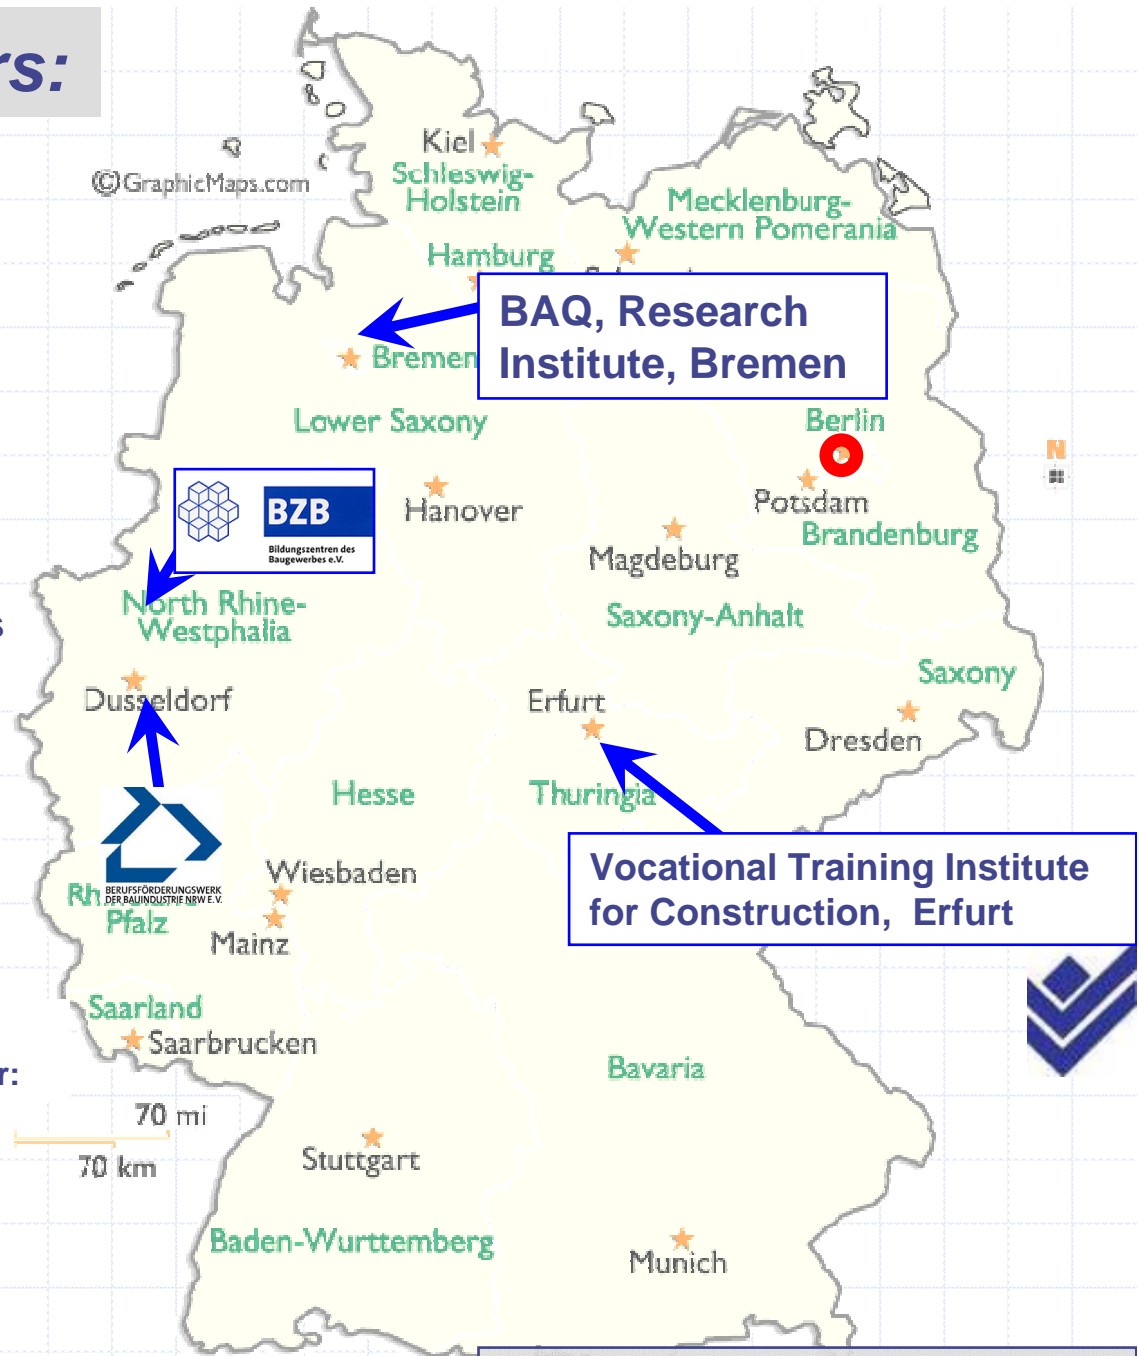 rs:
Kiel
©GraphicMaps.com
Schleswig-
Holstein
Mecklenburg-
Western Pomerania
Hamburg
BAQ, Research
Institute, Bremen
Bremen
Lower Saxony
Berlin
N
BZB
Bildungszentren des
Baugewerbes e.V.
Hanover
Potsdam
Brandenburg
Magdeburg
North Rhine-
Westphalia
s
Saxony-Anhalt
Saxony
Dusseldorf
Erfurt
Dresden
Hesse
Thuringia
Vocational Training Institute
for Construction, Erfurt
Wiesbaden
BERUFSFÖRDERUNGSWERK
DER BAUINDUSTRIE NRW E.V.
Pfalz
Mainz
Saarland
Saarbrucken
r:
Bavaria
70 mi
70 km
Stuttgart
Baden-Wurttemberg
Munich